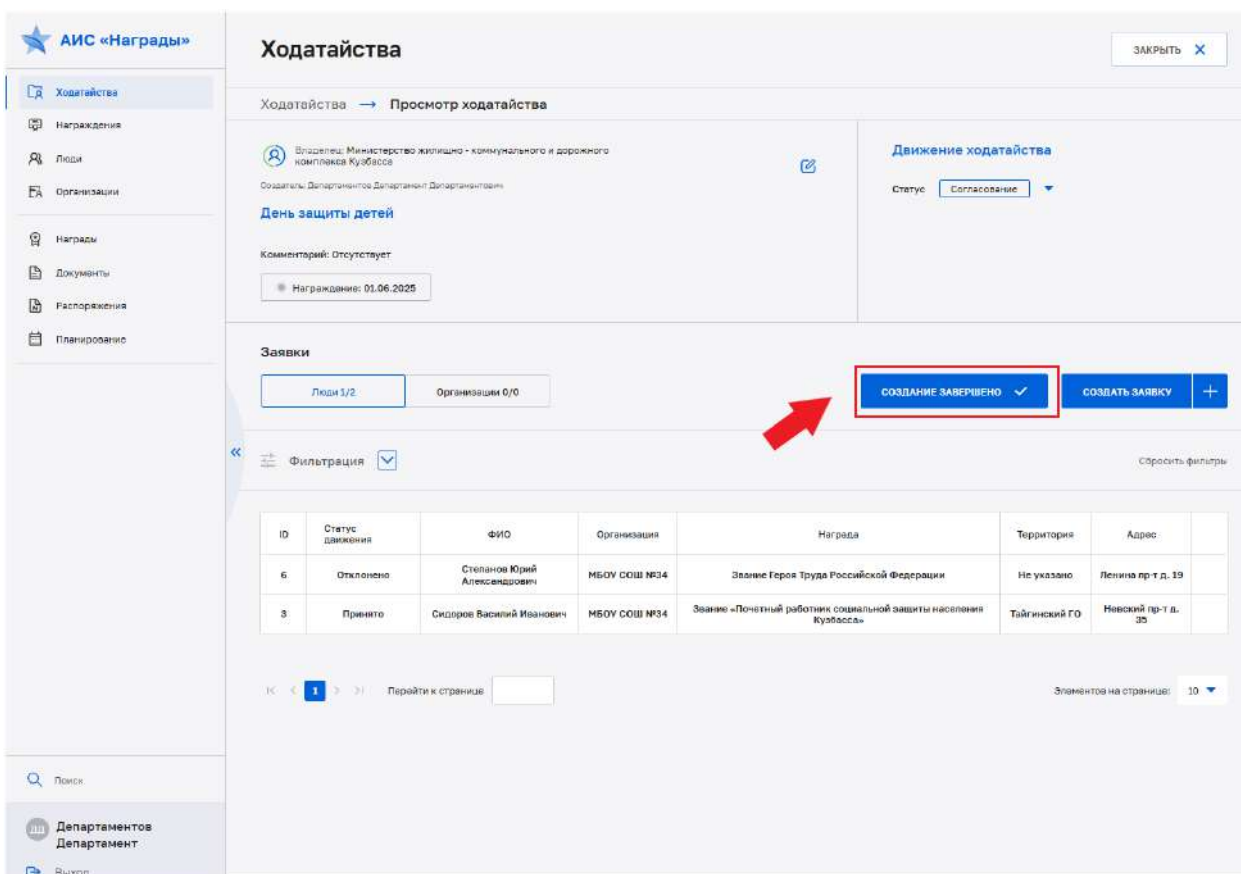 АИС «Награды»
Ходатайства
Награждения
Люди
Организации
Награды
Документы
Распоряжения
Планирование
Поиск
Департаментов
Департамент
Выход
Ходатайства
ЗАКРЫТЬ
Ходатайства → Просмотр ходатайства
Владелец: Министерство жилищно - коммунального и дорожного
комплекса Кузбасса
Создатель: Департаментов Департамент Департаментович
День защиты детей
Комментарий: Отсутствует
Награждение: 01.06.2025
Движение ходатайства
Статус Согласование
Заявки
Люди 1/2 Организации 0/0 СОЗДАНИЕ ЗАВЕРШЕНО СОЗДАТЬ ЗАЯВКУ
Фильтрация Сбросить фильтры
ID Статус движения ФИО Организация Награда Территория Адрес
6 Отклонено Степанов Юрий Александрович МБОУ СОШ №34 Звание Героя Труда Российской Федерации Не указано Ленина пр-т д. 19
3 Принято Сидоров Василий Иванович МБОУ СОШ №34 Звание «Почетный работник социальной защиты населения Кузбасса» Тайгинский ГО Невский пр-т д. 35
1 Перейти к странице Элементов на странице: 10